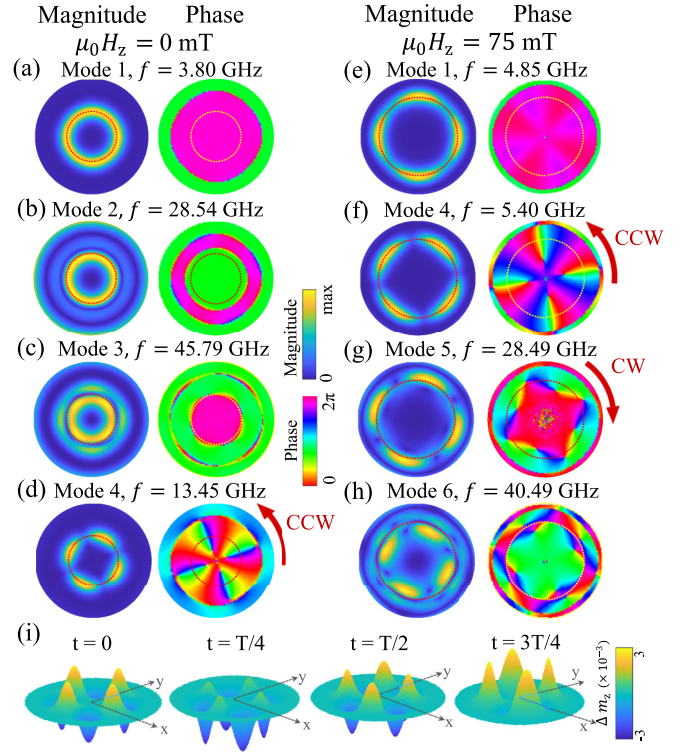 Magnitude Phase Magnitude Phase
μ₀H_z = 0 mT μ₀H_z = 75 mT
(a) Mode 1, f = 3.80 GHz
(e) Mode 1, f = 4.85 GHz
(b) Mode 2, f = 28.54 GHz
(f) Mode 4, f = 5.40 GHz
CCW
Magnitude
0 max
(c) Mode 3, f = 45.79 GHz
(g) Mode 5, f = 28.49 GHz
CW
Phase
0 2π
(d) Mode 4, f = 13.45 GHz
CCW
(h) Mode 6, f = 40.49 GHz
(i)
t = 0 t = T/4 t = T/2 t = 3T/4
y x y x y x y x
Δ m_z (× 10⁻³)
-3 3